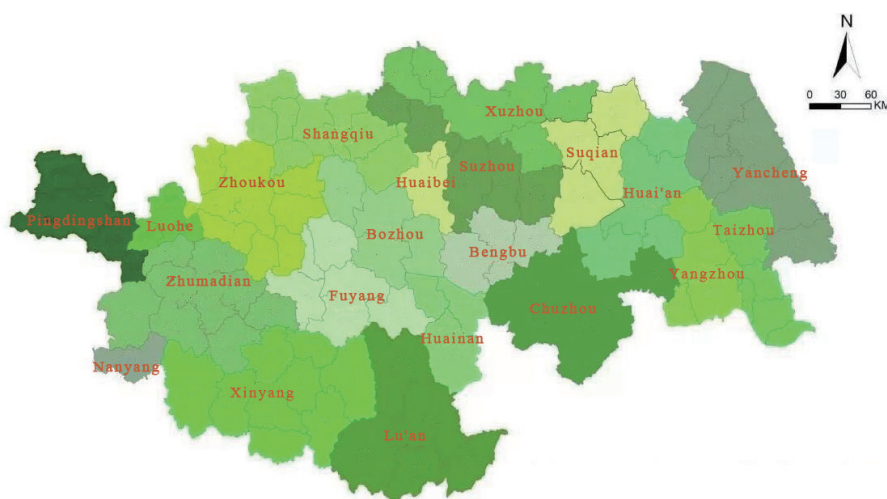 N
0 30 60
KM
Xuzhou
Shangqiu
Suqian
Suzhou
Yancheng
Zhoukou
Huaibei
Huai'an
Pingdingshan
Luohe
Taizhou
Bozhou
Bengbu
Yangzhou
Zhumadian
Fuyang
Chuzhou
Huainan
Nanyang
Xinyang
Lu'an